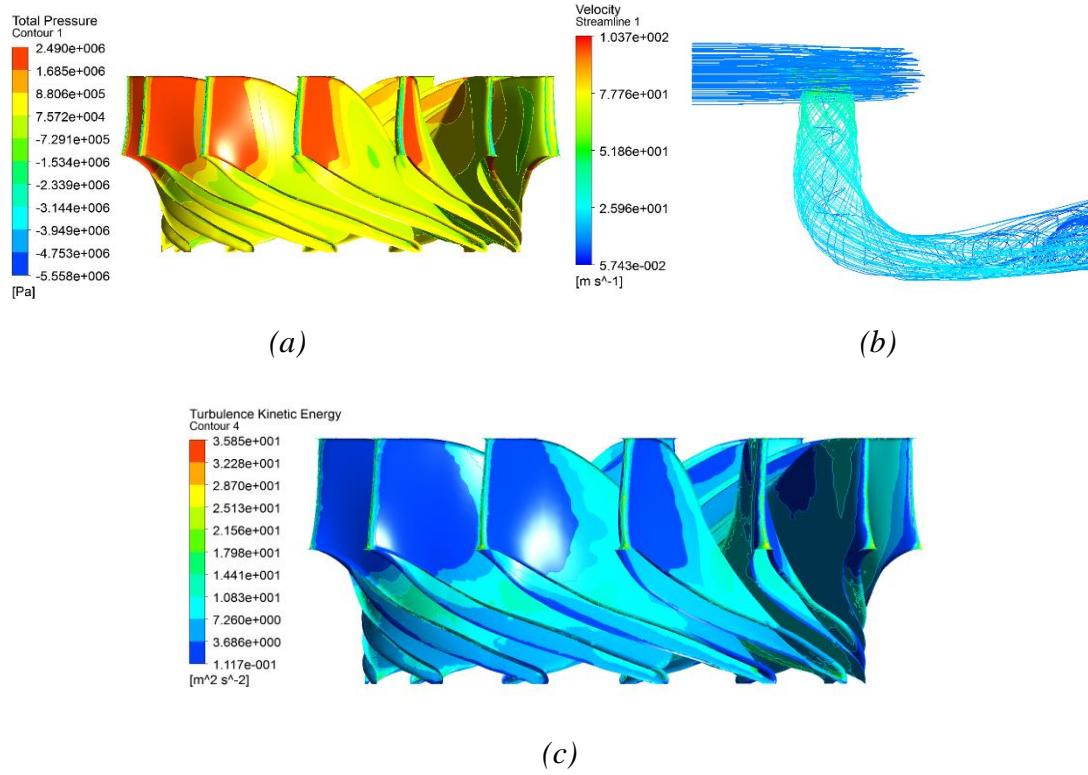 Total Pressure
Contour 1
2.490e+006
1.685e+006
8.806e+005
7.572e+004
-7.291e+005
-1.534e+006
-2.339e+006
-3.144e+006
-3.949e+006
-4.753e+006
-5.558e+006
[Pa]
Velocity
Streamline 1
1.037e+002
7.776e+001
5.186e+001
2.596e+001
5.743e-002
[m s^-1]
(a)
(b)
Turbulence Kinetic Energy
Contour 4
3.585e+001
3.228e+001
2.870e+001
2.513e+001
2.156e+001
1.798e+001
1.441e+001
1.083e+001
7.260e+000
3.686e+000
1.117e-001
[m^2 s^-2]
(c)